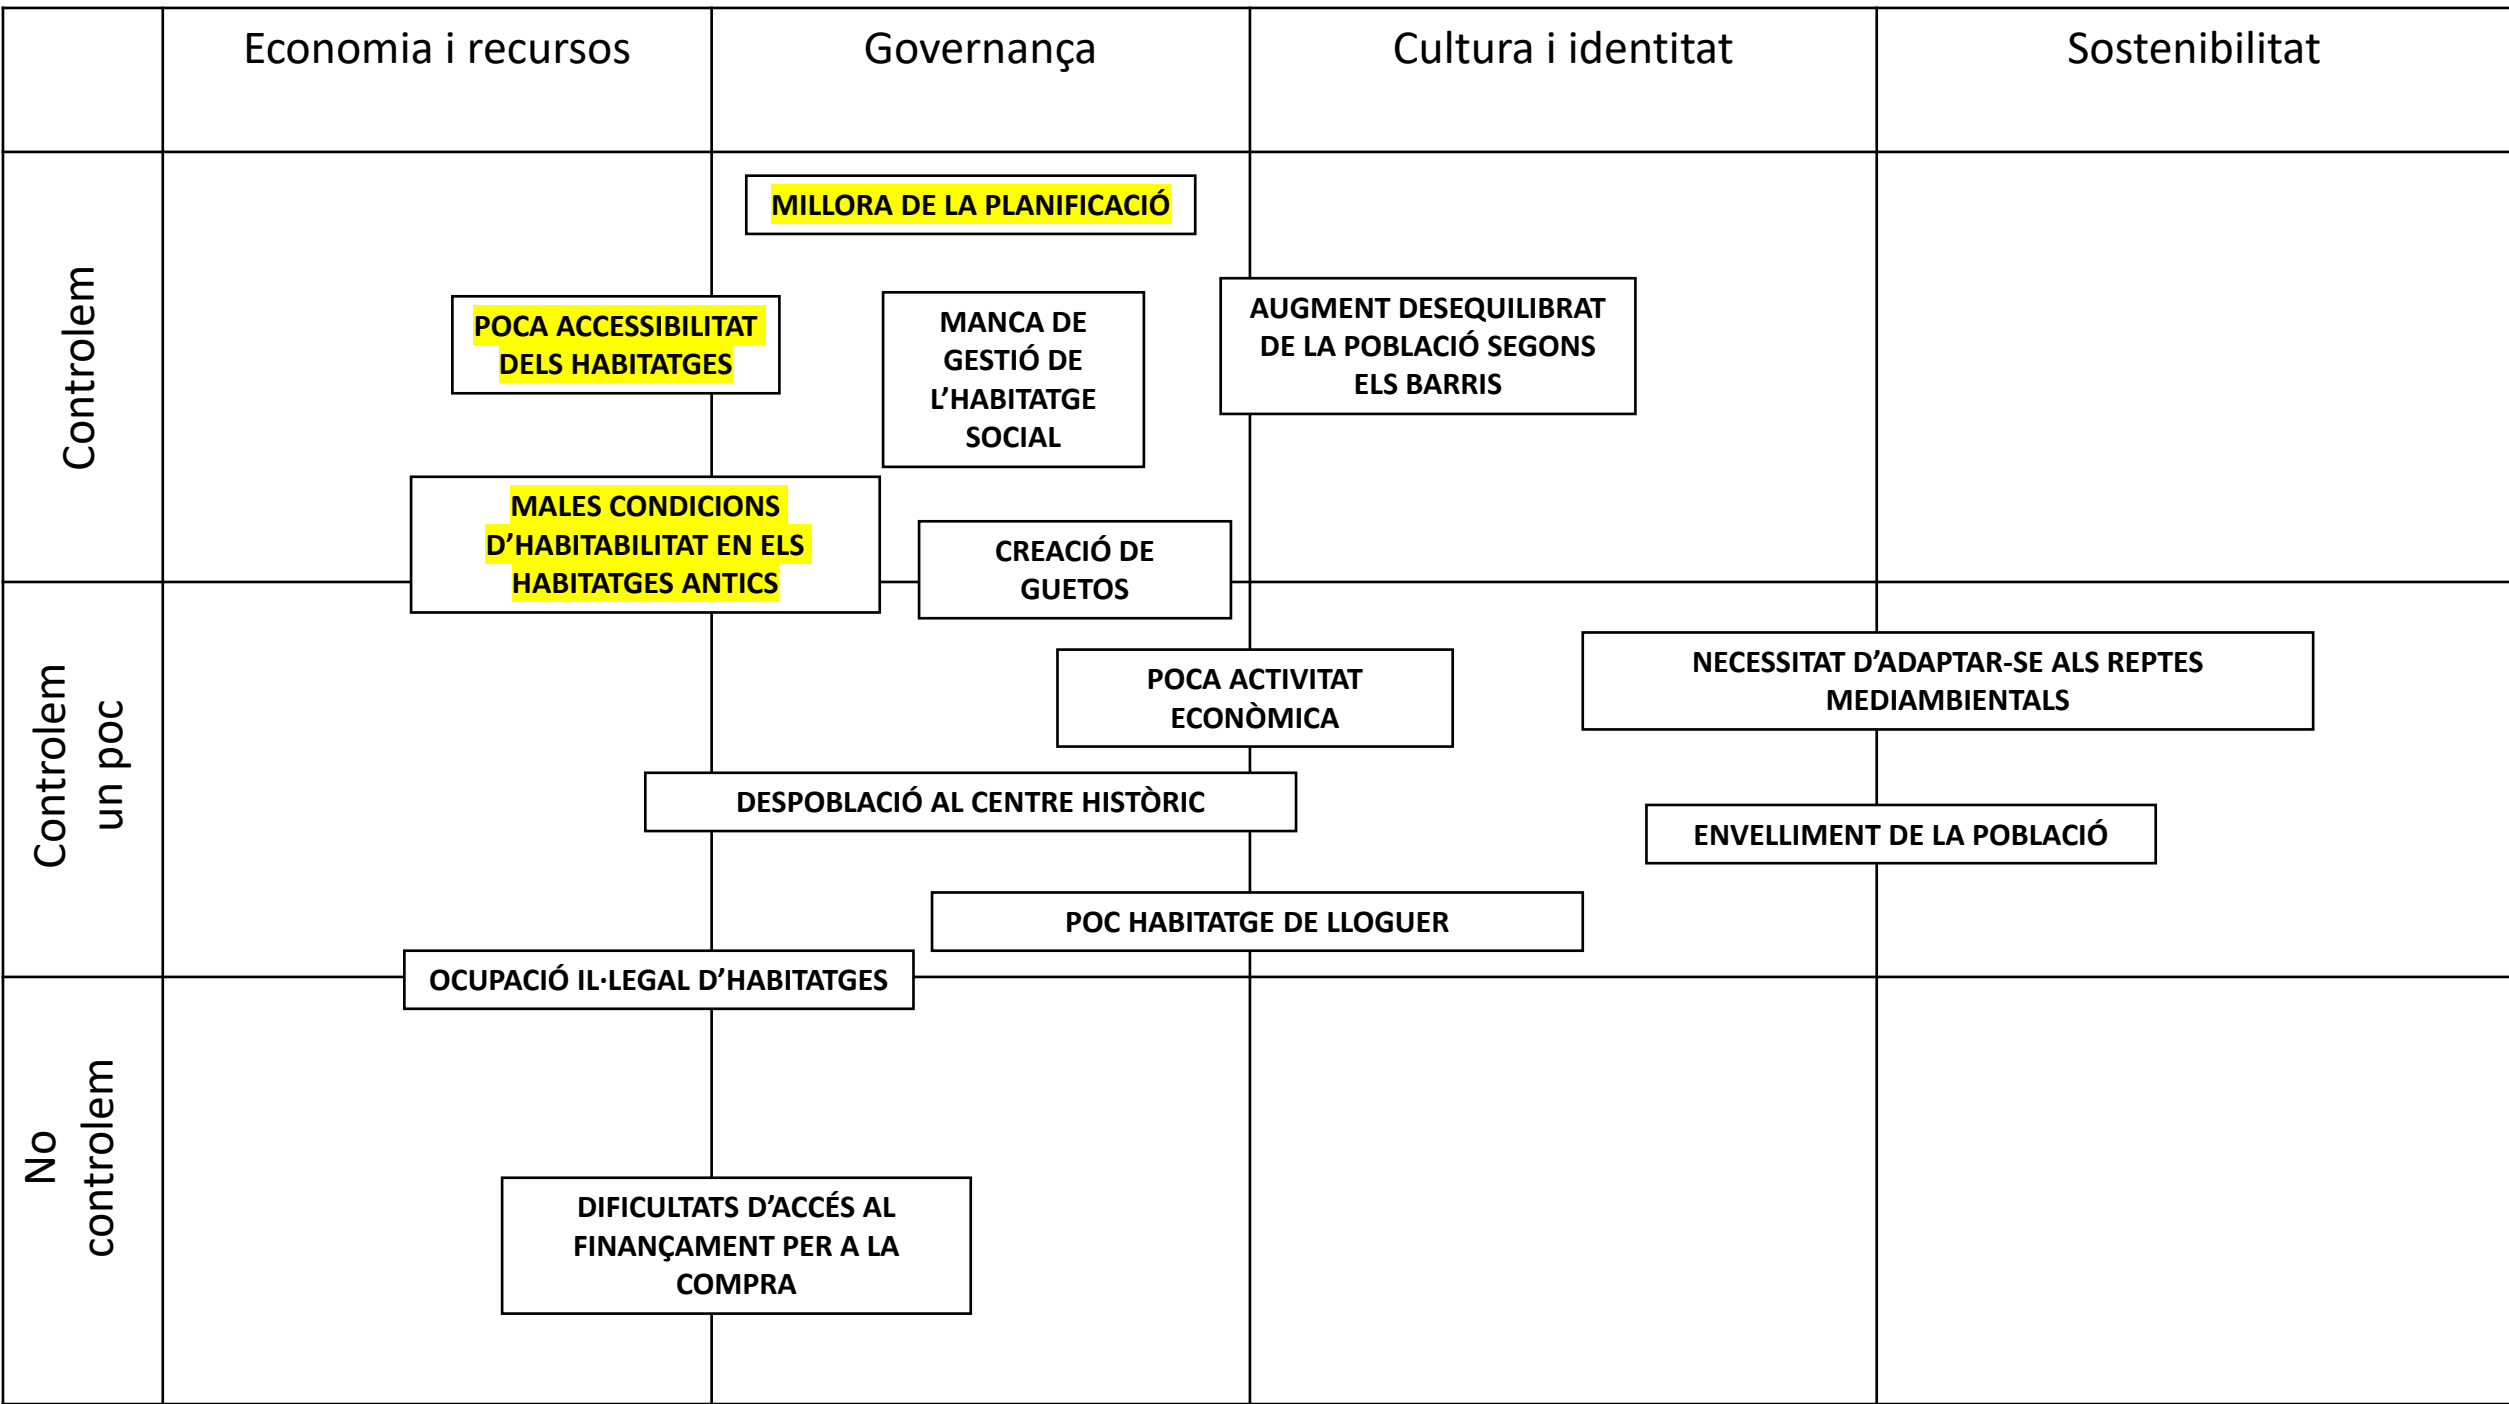 Economia i recursos
Governança
Cultura i identitat
Sostenibilitat
Controlem
MILLORA DE LA PLANIFICACIÓ
POCA ACCESSIBILITAT
DELS HABITATGES
MANCA DE
GESTIÓ DE
L’HABITATGE
SOCIAL
AUGMENT DESEQUILIBRAT
DE LA POBLACIÓ SEGONS
ELS BARRIS
MALES CONDICIONS
D’HABITABILITAT EN ELS
HABITATGES ANTICS
CREACIÓ DE
GUETOS
Controlem
un poc
POCA ACTIVITAT
ECONÒMICA
NECESSITAT D’ADAPTAR-SE ALS REPTES
MEDIAMBIENTALS
DESPOBLACIÓ AL CENTRE HISTÒRIC
ENVELLIMENT DE LA POBLACIÓ
POC HABITATGE DE LLOGUER
OCUPACIÓ IL·LEGAL D’HABITATGES
No
controlem
DIFICULTATS D’ACCÉS AL
FINANÇAMENT PER A LA
COMPRA